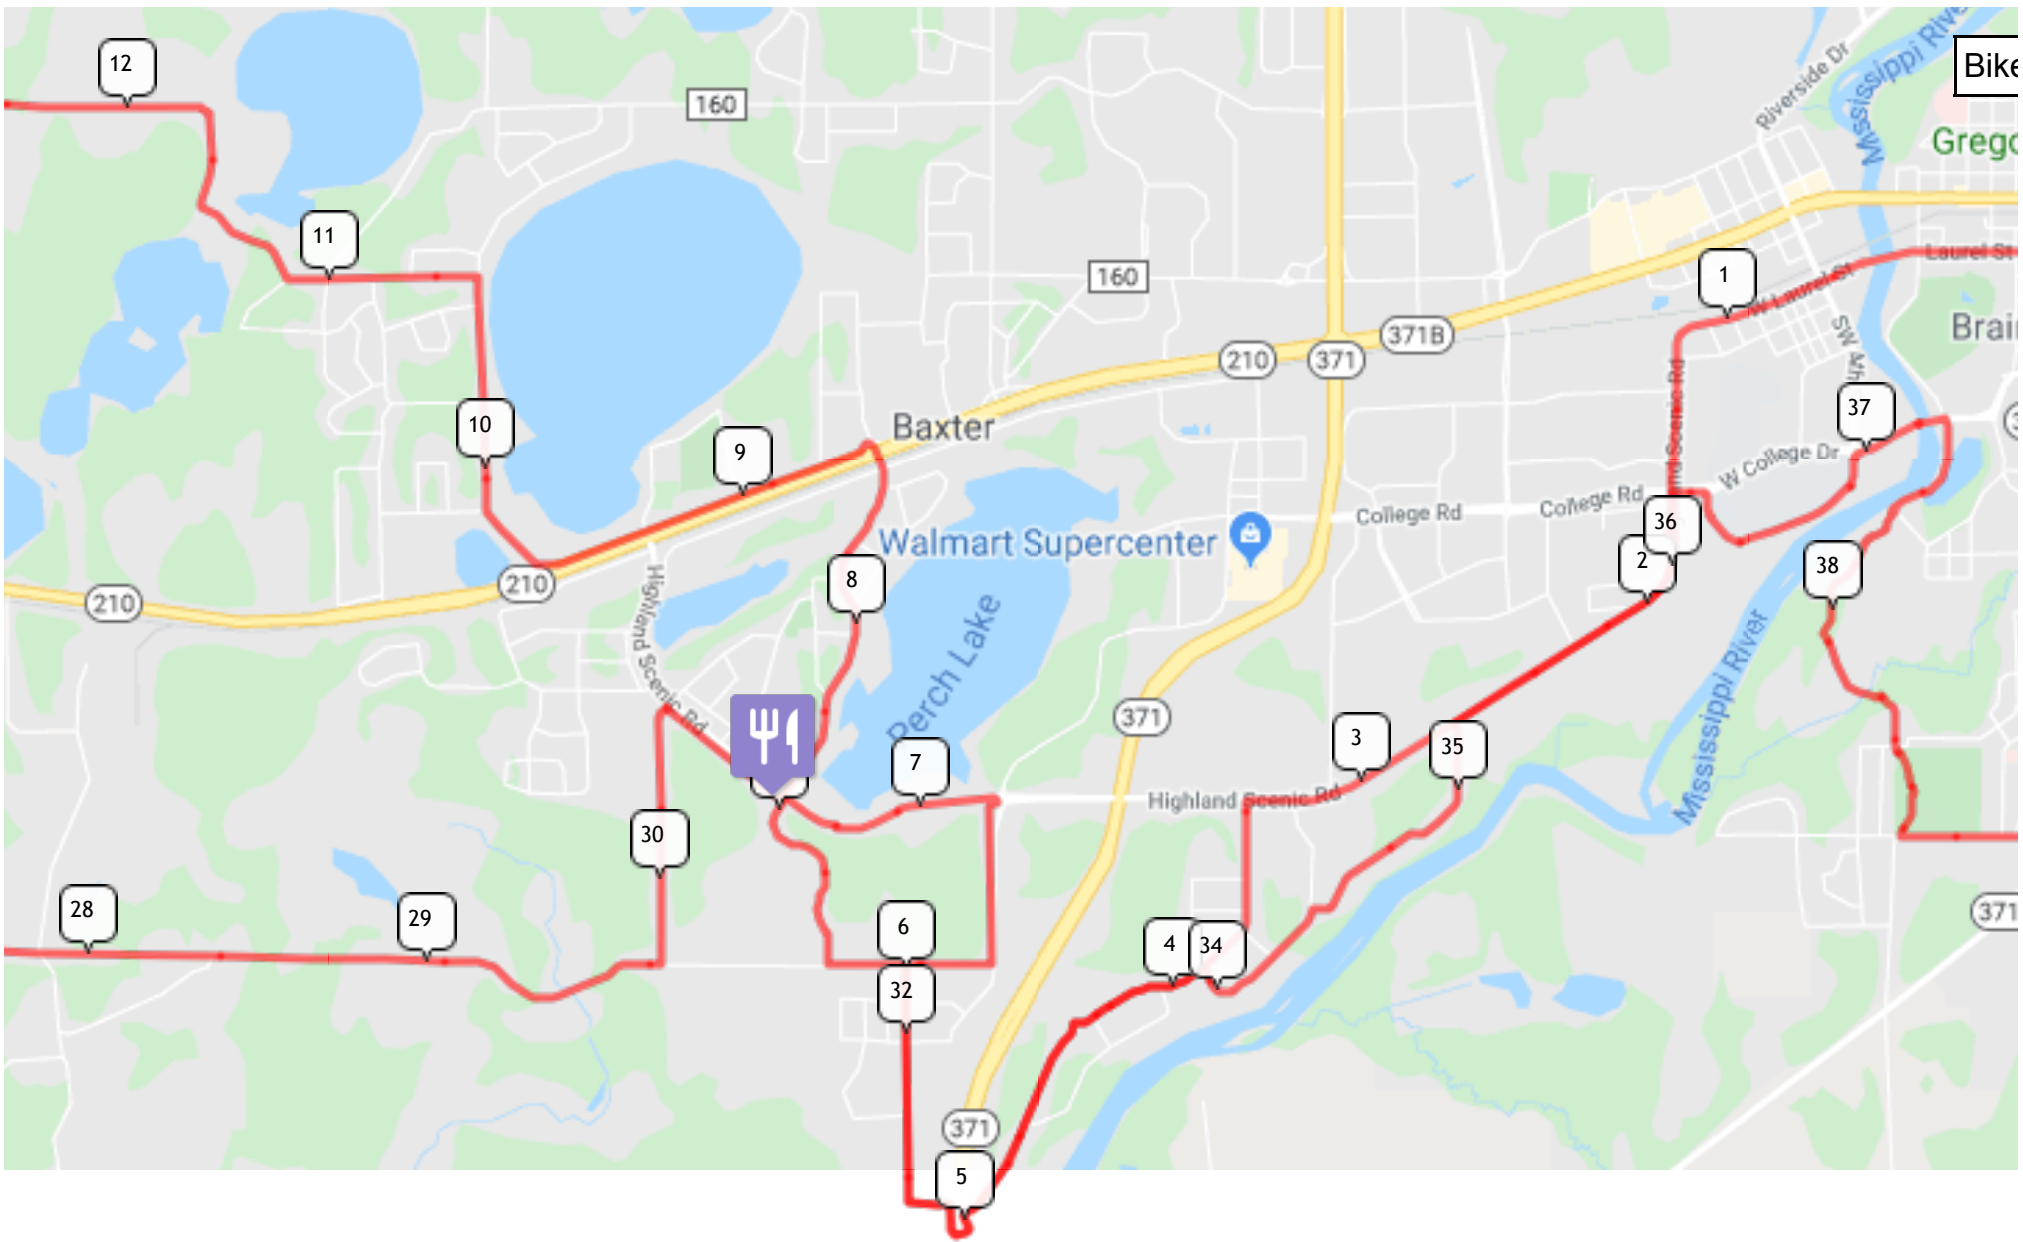 Mississippi River
Bike
12
Riverside Dr
160
Grego
11
1
Laurel St
160
W Laurel St
371B
SW 4th
Brai
210
371
10
Baxter
37
9
W College Dr
College Rd
College Rd
36
Walmart Supercenter
2
38
8
210
210
Highland Scenic Rd
Perch Lake
Mississippi River
371
3
35
7
Highland Scenic Rd
30
28
29
6
371
4
34
32
371
5